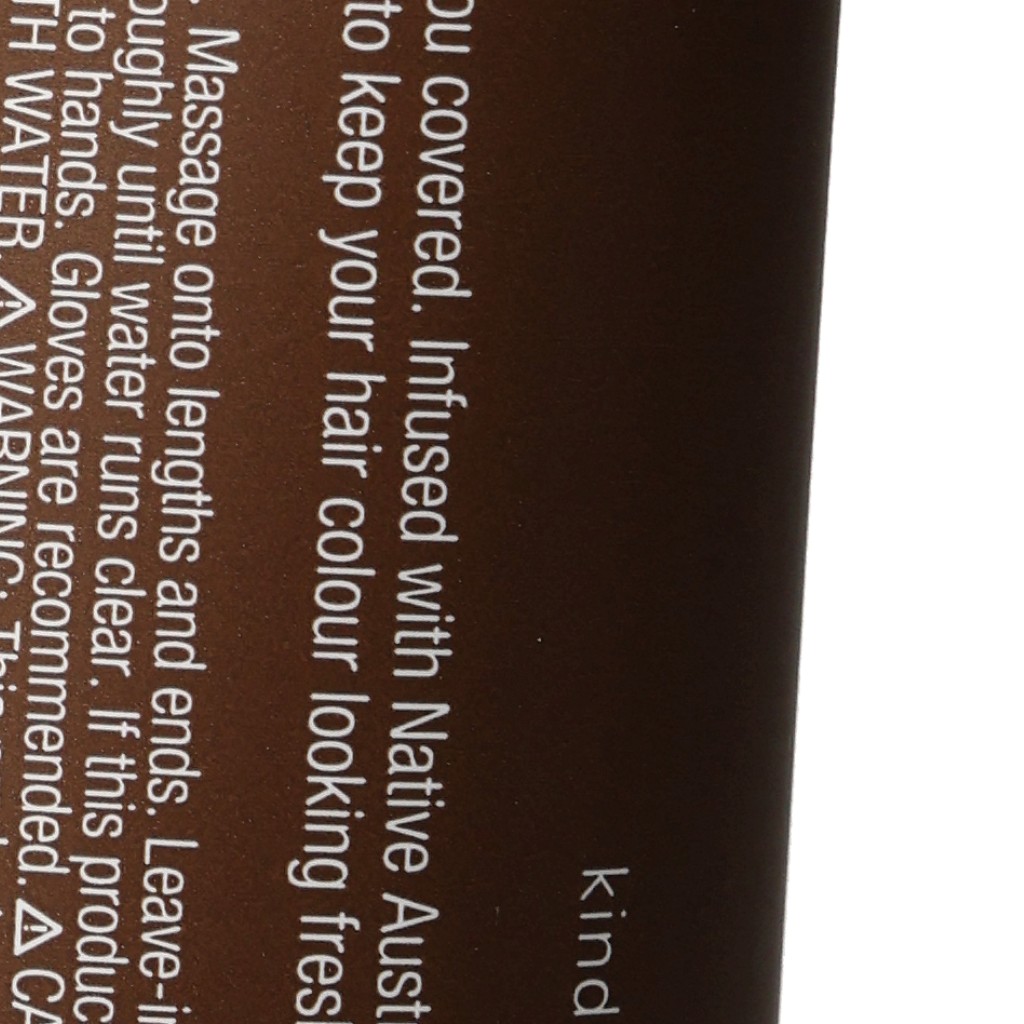 kind
ou covered. Infused with Native Aust
to keep your hair colour looking fres
. Massage onto lengths and ends. Leave-i
oughly until water runs clear. If this produc
to hands. Gloves are recommended. ⚠ CA
TH WATER. ⚠ WARNING: This